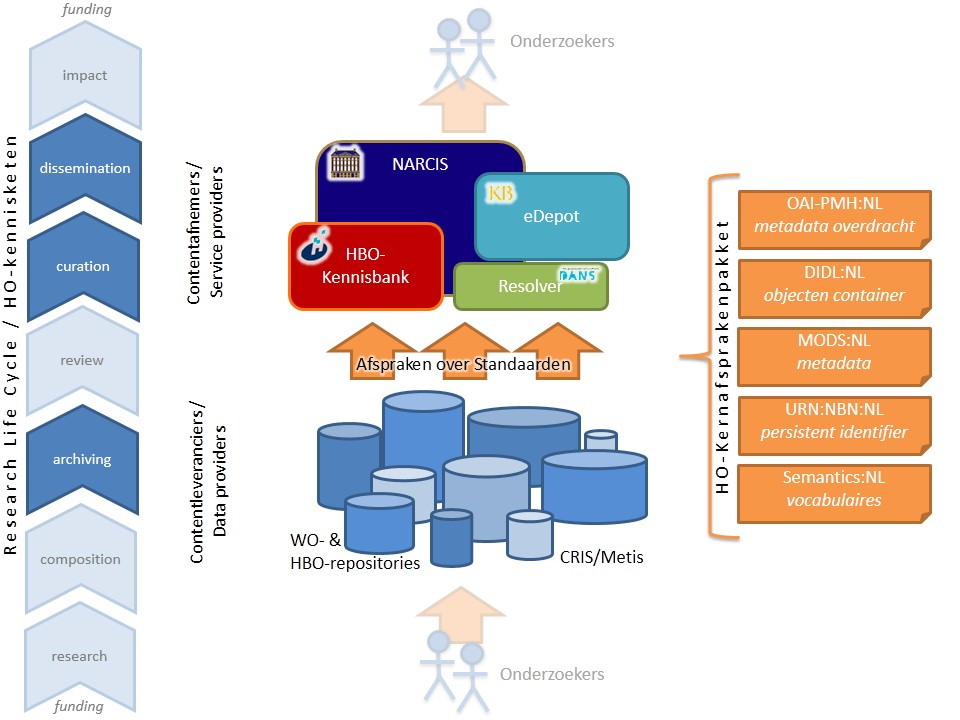 funding
impact
dissemination
curation
review
archiving
composition
research
funding
Research Life Cycle / HO-kennisketen
Contentafnemers/
Service providers
Contentleveranciers/
Data providers
Onderzoekers
NARCIS
KB
eDepot
HBO-
Kennisbank
DANS
Resolver
Afspraken over Standaarden
WO- &
HBO-repositories
CRIS/Metis
Onderzoekers
HO-Kernafsprakenpakket
OAI-PMH:NL
metadata overdracht
DIDL:NL
objecten container
MODS:NL
metadata
URN:NBN:NL
persistent identifier
Semantics:NL
vocabulaires